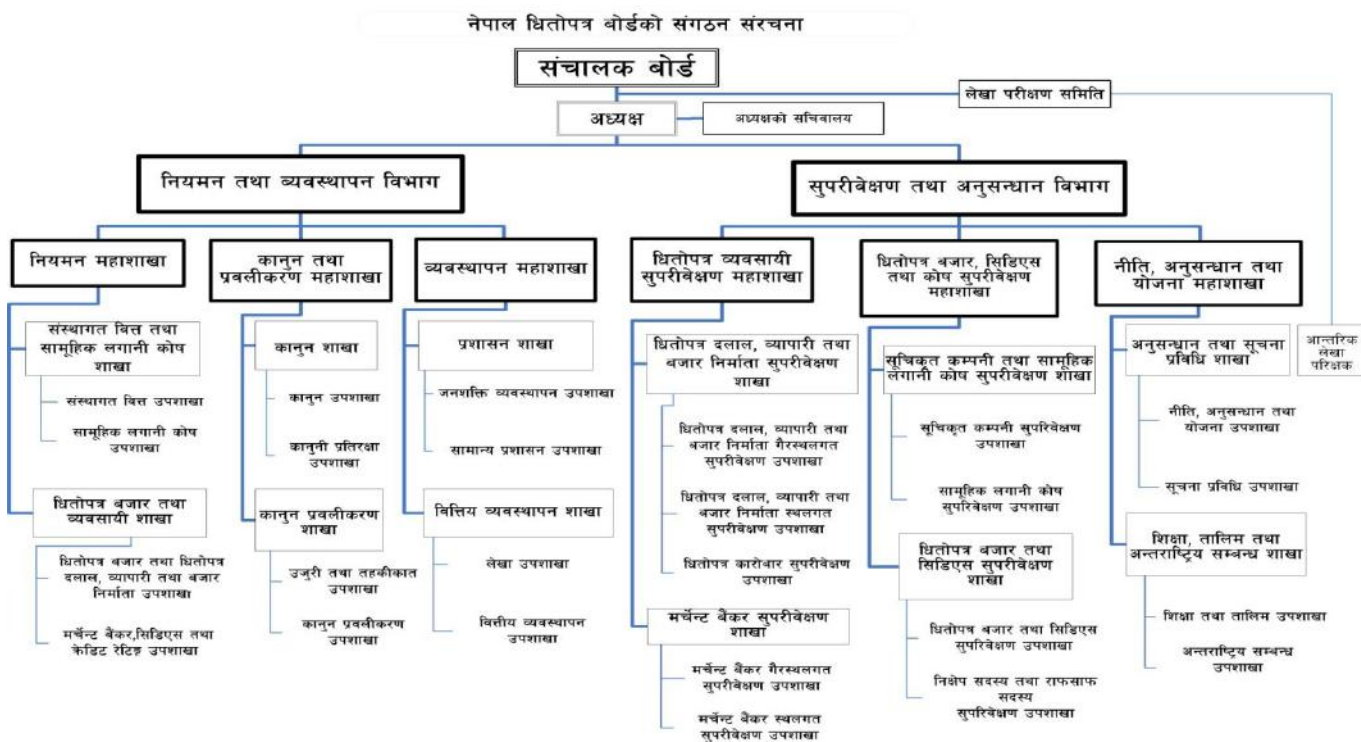 नेपाल धितोपत्र बोर्डको संगठन संरचना
संचालक बोर्ड
लेखा परीक्षण समिति
अध्यक्ष
अध्यक्षको सचिवालय
नियमन तथा व्यवस्थापन विभाग
सुपरीवेक्षण तथा अनुसन्धान विभाग
नियमन महाशाखा
कानुन तथा
प्रवलीकरण महाशाखा
व्यवस्थापन महाशाखा
धितोपत्र व्यवसायी
सुपरीवेक्षण महाशाखा
धितोपत्र बजार, सिडिएस
तथा कोष सुपरीवेक्षण
महाशाखा
नीति, अनुसन्धान तथा
योजना महाशाखा
संस्थागत वित्त तथा
सामूहिक लगानी कोष
शाखा
संस्थागत वित्त उपशाखा
सामूहिक लगानी कोष
उपशाखा
धितोपत्र बजार तथा
व्यवसायी शाखा
धितोपत्र बजार तथा धितोपत्र
दलाल, व्यापारी तथा बजार
निर्माता उपशाखा
मर्चेन्ट बैंकर,सिडिएस तथा
क्रेडिट रेटिङ्ग उपशाखा
कानुन शाखा
कानुन उपशाखा
कानुनी प्रतिरक्षा
उपशाखा
कानुन प्रवलीकरण
शाखा
उजुरी तथा तहकीकात
उपशाखा
कानुन प्रवलीकरण
उपशाखा
प्रशासन शाखा
जनशक्ति व्यवस्थापन उपशाखा
सामान्य प्रशासन उपशाखा
वित्तिय व्यवस्थापन शाखा
लेखा उपशाखा
वित्तीय व्यवस्थापन
उपशाखा
धितोपत्र दलाल, व्यापारी तथा
बजार निर्माता सुपरीवेक्षण
शाखा
धितोपत्र दलाल, व्यापारी तथा
बजार निर्माता गैरस्थलगत
सुपरीवेक्षण उपशाखा
धितोपत्र दलाल, व्यापारी तथा
बजार निर्माता स्थलगत
सुपरीवेक्षण उपशाखा
धितोपत्र कारोबार सुपरीवेक्षण
उपशाखा
मर्चेन्ट बैंकर सुपरीवेक्षण
शाखा
मर्चेन्ट बैंकर गैरस्थलगत
सुपरीवेक्षण उपशाखा
मर्चेन्ट बैंकर स्थलगत
सुपरीवेक्षण उपशाखा
सूचिकृत कम्पनी तथा सामूहिक
लगानी कोष सुपरीवेक्षण शाखा
सूचिकृत कम्पनी सुपरिवेक्षण
उपशाखा
सामूहिक लगानी कोष
सुपरिवेक्षण उपशाखा
धितोपत्र बजार तथा
सिडिएस सुपरीवेक्षण
शाखा
धितोपत्र बजार तथा सिडिएस
सुपरिवेक्षण उपशाखा
निक्षेप सदस्य तथा राफसाफ
सदस्य
सुपरिवेक्षण उपशाखा
अनुसन्धान तथा सूचना
प्रविधि शाखा
नीति, अनुसन्धान तथा
योजना उपशाखा
सूचना प्रविधि उपशाखा
शिक्षा, तालिम तथा
अन्तराष्ट्रिय सम्बन्ध शाखा
शिक्षा तथा तालिम उपशाखा
अन्तराष्ट्रिय सम्बन्ध
उपशाखा
आन्तरिक
लेखा
परिक्षक